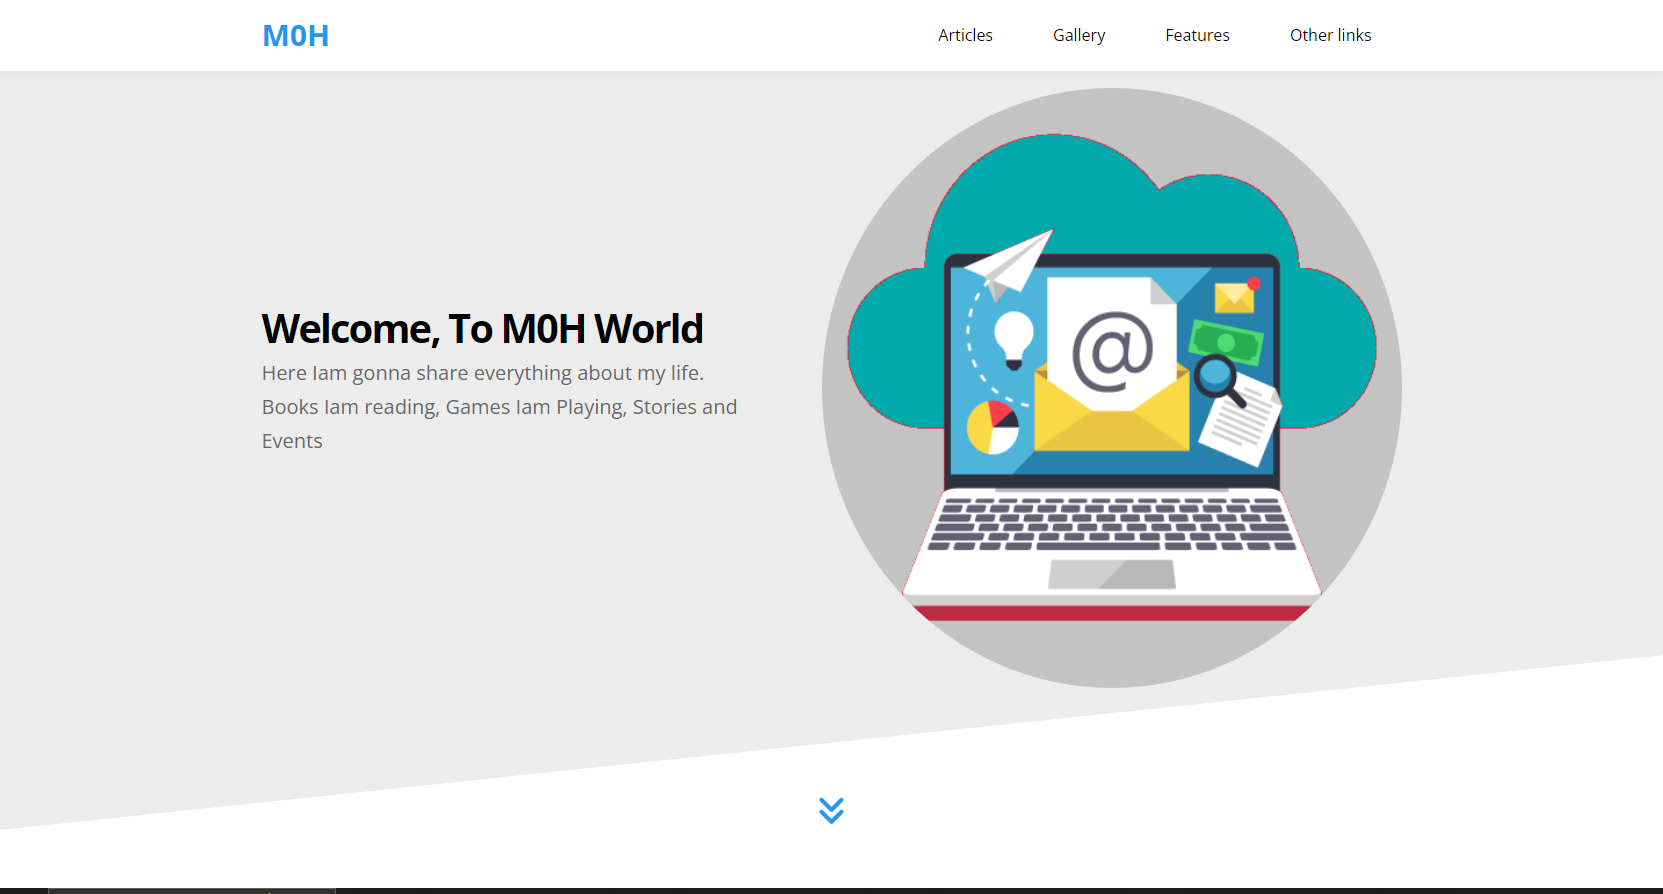 M0H
Articles
Gallery
Features
Other links
Welcome, To M0H World
Here Iam gonna share everything about my life.
Books Iam reading, Games Iam Playing, Stories and
Events
@